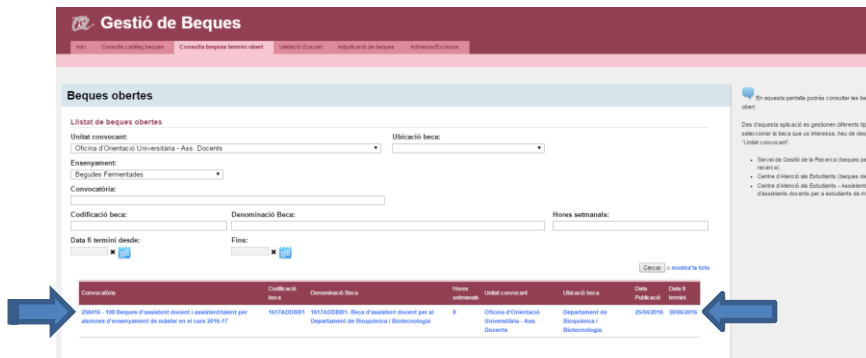 Gestió de Beques
Inici Consulta catàleg beques Consulta beques termini obert Validació d'usuari Adjudicació de beques Admesos/Exclosos
Beques obertes
Llistat de beques obertes
Unitat convocant: Ubicació beca:
Oficina d'Orientació Universitària - Ass. Docents
Ensenyament:
Begudes Fermentades
Convocatòria:
Codificació beca: Denominació Beca: Hores setmanals:
Data fi termini desde: Fins:
Cercar o mostra'ls tots
Convocatòria Codificació beca Denominació Beca Hores setmanals Unitat convocant Ubicació beca Data Publicació Data fi termini
250416 - 108 Beques d'assistent docent i assistent/talent per
alumnes d'ensenyament de màster en el curs 2016-17
1617ADDBB1
1617ADDBB1- Beca d'assistent docent per al
Departament de Bioquímica i Biotecnologia
8
Oficina d'Orientació
Universitària - Ass.
Docents
Departament de
Bioquímica i
Biotecnologia
25/04/2016 30/06/2016
En aquesta pantalla podràs consulter les be
obert
Des d'aquesta aplicació es gestionen diferents tip
seleccionar la beca que us interessa, heu de des
"Unitat convocant".
Servei de Gestió de la Recerca (beques pe
recerca)
Centre d'Atenció als Estudiants (beques de
Centre d'Atenció als Estudiants - Assistents
d'assistents docents per a estudiants de m